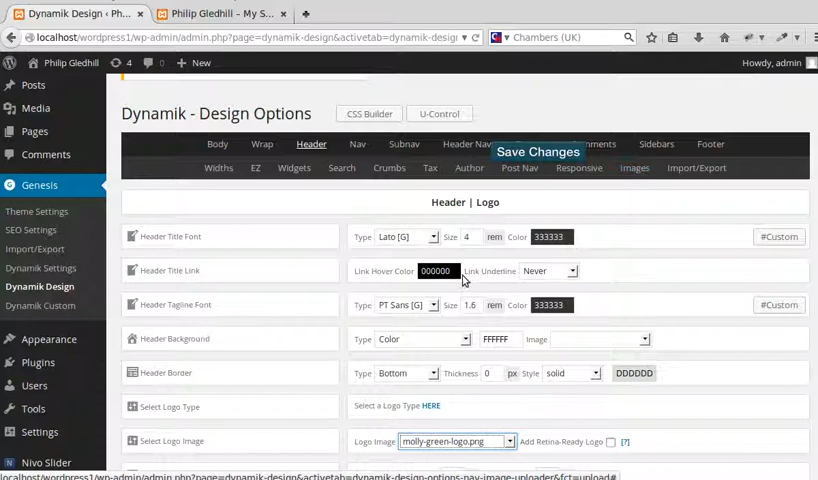 Dynamik Design ‹ Ph... × Philip Gledhill – My S... × +
localhost/wordpress1/wp-admin/admin.php?page=dynamik-design&activetab=dynamik-design- Chambers (UK)
Philip Gledhill 4 0 New Howdy, admin
Posts
Media
Pages
Comments
Genesis
Theme Settings
SEO Settings
Import/Export
Dynamik Settings
Dynamik Design
Dynamik Custom
Appearance
Plugins
Users
Tools
Settings
Nivo Slider
Dynamik - Design Options CSS Builder U-Control
Body Wrap Header Nav Subnav Header Nav Sidebars Footer
Save Changes
Widths EZ Widgets Search Crumbs Tax Author Post Nav Responsive Images Import/Export
Header | Logo
Header Title Font Type Lato [G] Size 4 rem Color 333333 #Custom
Header Title Link Link Hover Color 000000 Link Underline Never
Header Tagline Font Type PT Sans [G] Size 1.6 rem Color 333333 #Custom
Header Background Type Color FFFFFF Image
Header Border Type Bottom Thickness 0 px Style solid DDDDDD
Select Logo Type Select a Logo Type HERE
Select Logo Image Logo Image molly-green-logo.png Add Retina-Ready Logo [?]
localhost/wordpress1/wp-admin/admin.php?page=dynamik-design&activetab=dynamik-design-options-nav-image-uploader&fct=upload#